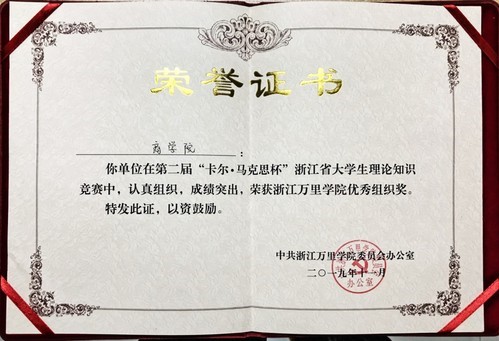 荣誉证书
商学院：
你单位在第二届“卡尔·马克思杯”浙江省大学生理论知识
竞赛中，认真组织，成绩突出，荣获浙江万里学院优秀组织奖。
特发此证，以资鼓励。
中共浙江万里学院委员会办公室
二〇一九年十一月
办公室